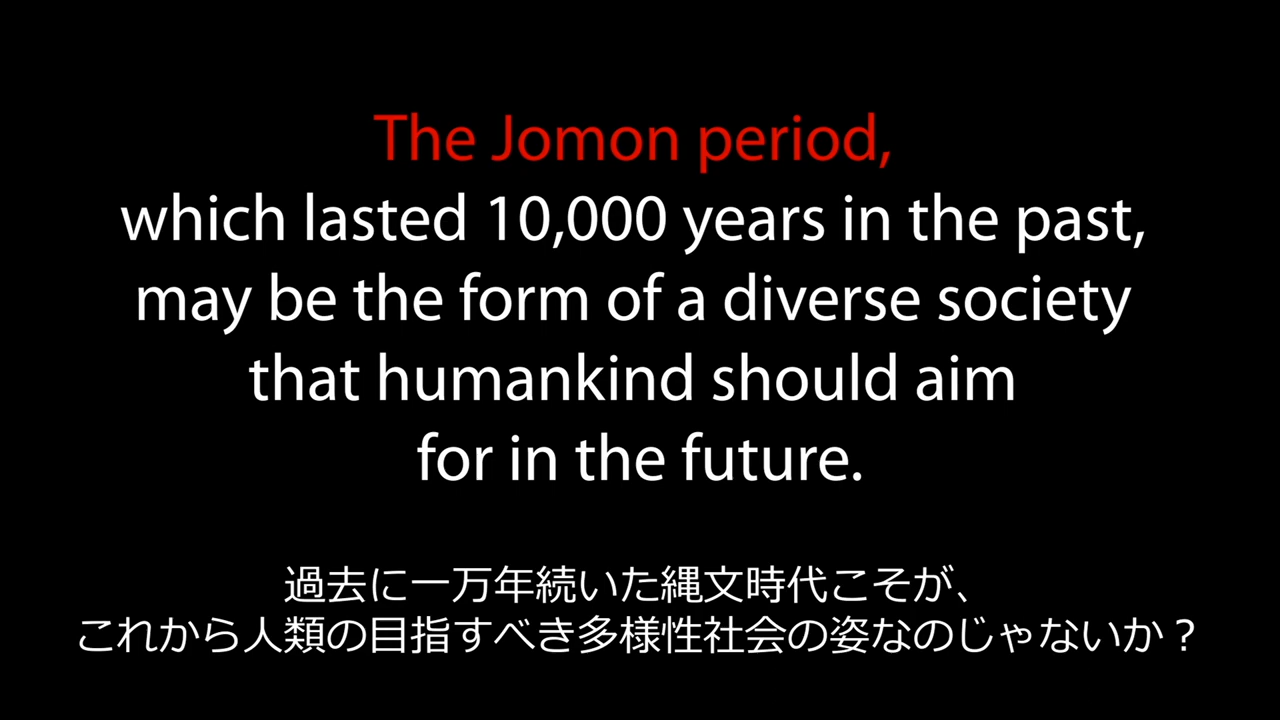 The Jomon period,
which lasted 10,000 years in the past,
may be the form of a diverse society
that humankind should aim
for in the future.
過去に一万年続いた縄文時代こそが、
これから人類の目指すべき多様性社会の姿なのじゃないか？